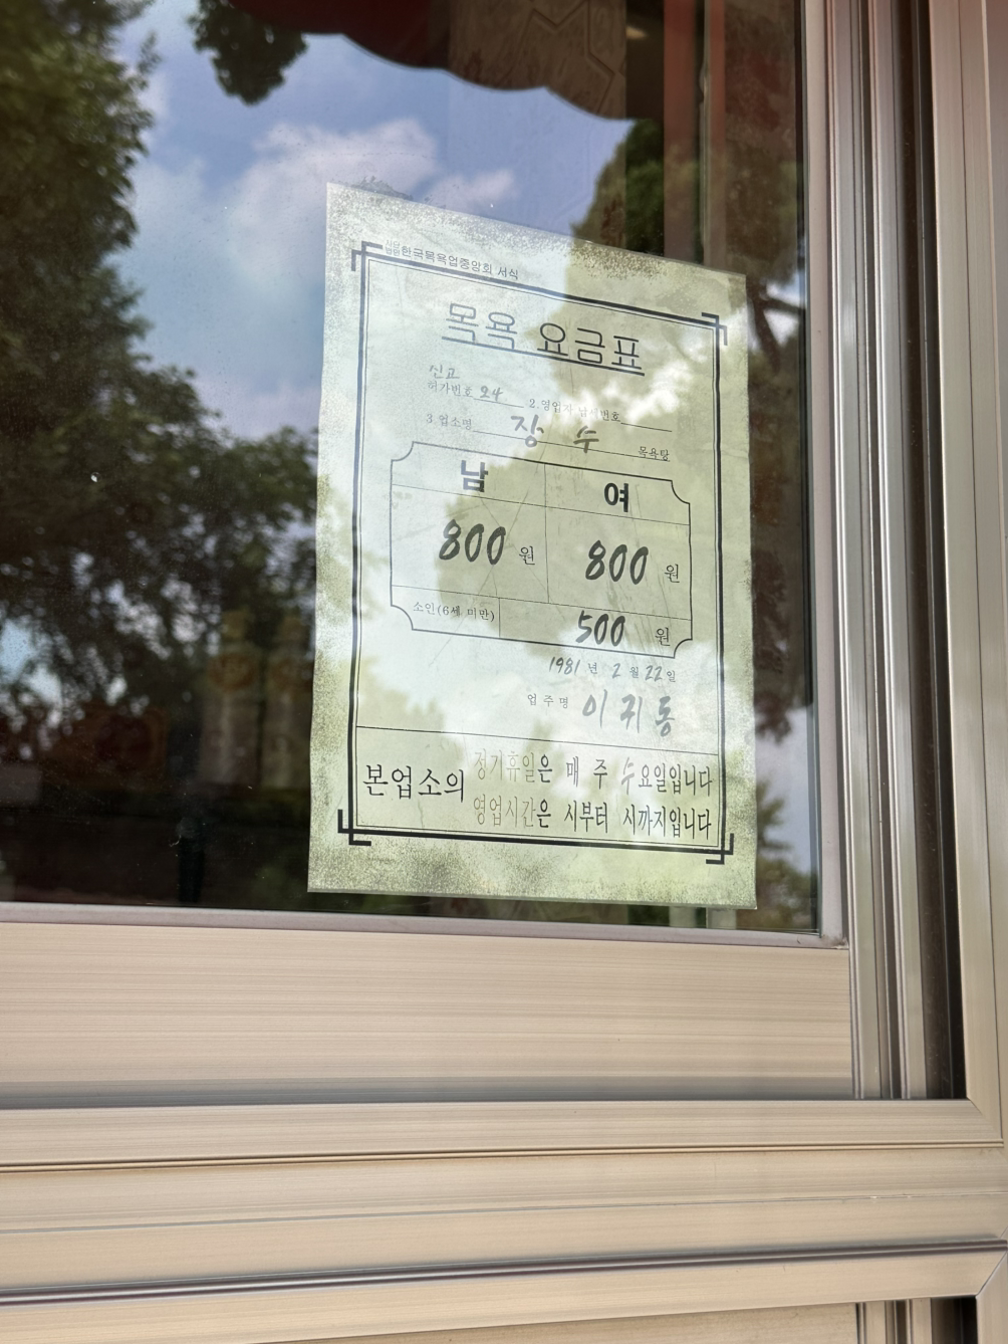 한국목욕업중앙회 서식
목욕 요금표
신고
허가번호 24 2. 영업자 납세번호
3. 업소명 장수 목욕탕
남 여
800 원 800 원
소인(6세 미만) 500 원
1981 년 2 월 22 일
업주명 이귀동
본업소의 정기휴일은 매 주 수요일입니다
영업시간은 시부터 시까지입니다